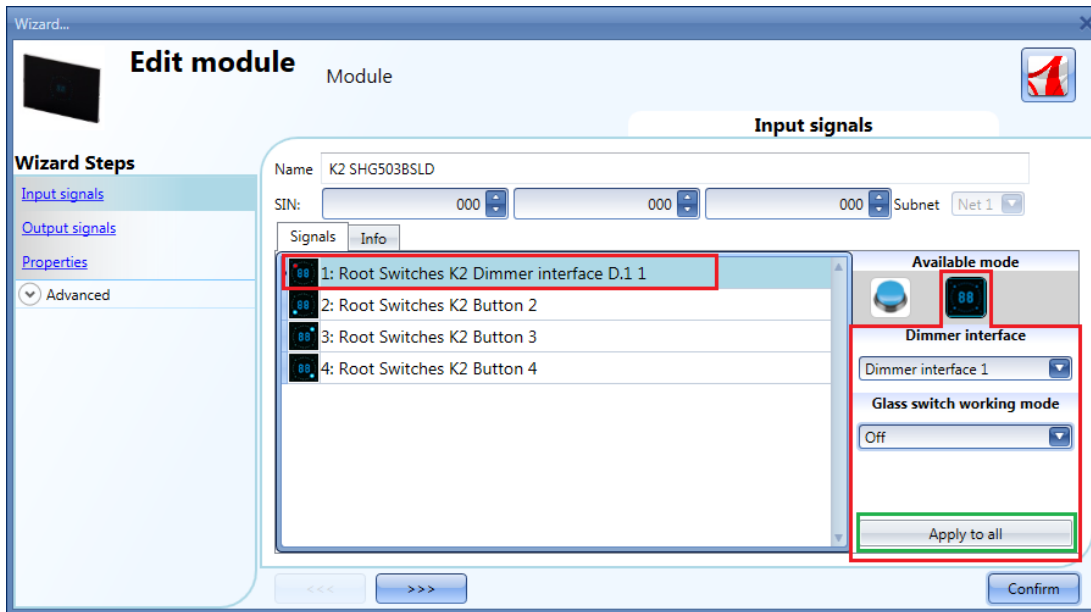 Wizard...
Edit module
Module
Input signals
Wizard Steps
Input signals
Output signals
Properties
Advanced
Name K2 SHG503BSLD
SIN: 000 000 000 Subnet Net 1
Signals Info
1: Root Switches K2 Dimmer interface D.1 1
2: Root Switches K2 Button 2
3: Root Switches K2 Button 3
4: Root Switches K2 Button 4
Available mode
88
Dimmer interface
Dimmer interface 1
Glass switch working mode
Off
Apply to all
<<< >>> Confirm